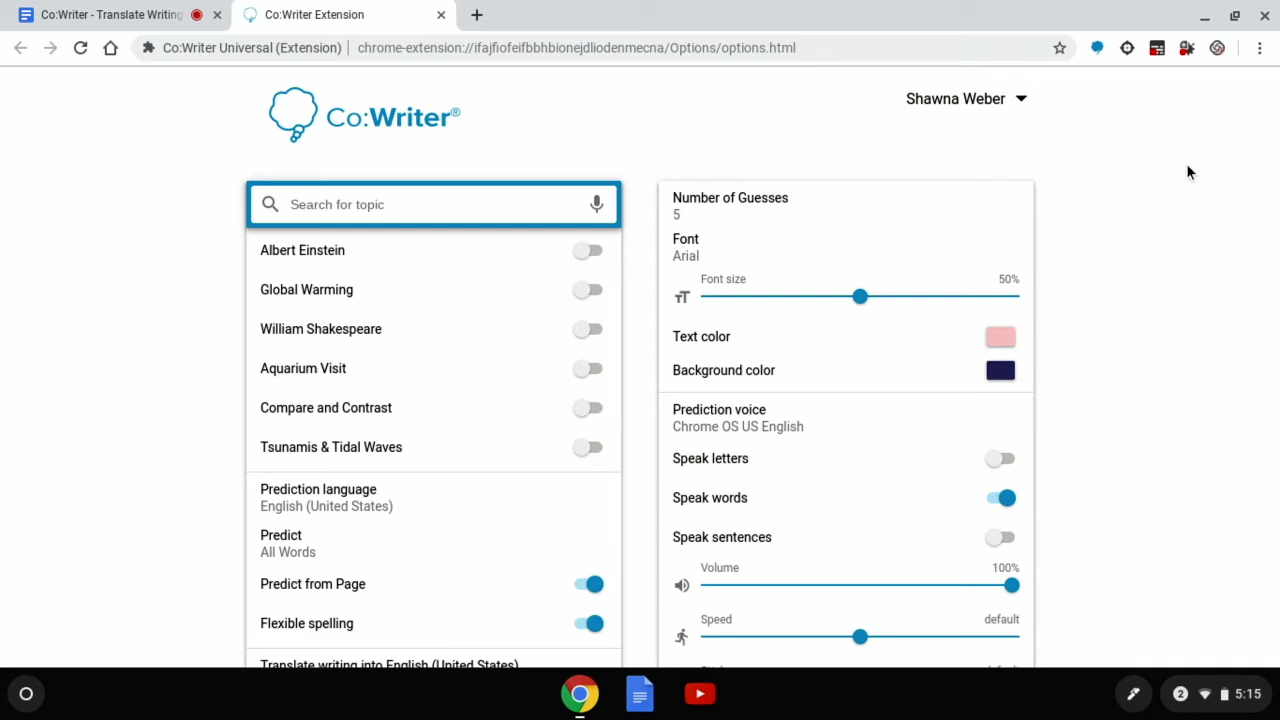 Co:Writer - Translate Writing
Co:Writer Extension
Co:Writer Universal (Extension)
chrome-extension://ifajfiofeifbbhbionejdliodenmecna/Options/options.html
Co:Writer®
Shawna Weber
Search for topic
Albert Einstein
Global Warming
William Shakespeare
Aquarium Visit
Compare and Contrast
Tsunamis & Tidal Waves
Prediction language
English (United States)
Predict
All Words
Predict from Page
Flexible spelling
Translate writing into English (United States)
Number of Guesses
5
Font
Arial
Font size 50%
Text color
Background color
Prediction voice
Chrome OS US English
Speak letters
Speak words
Speak sentences
Volume 100%
Speed default
2 5:15